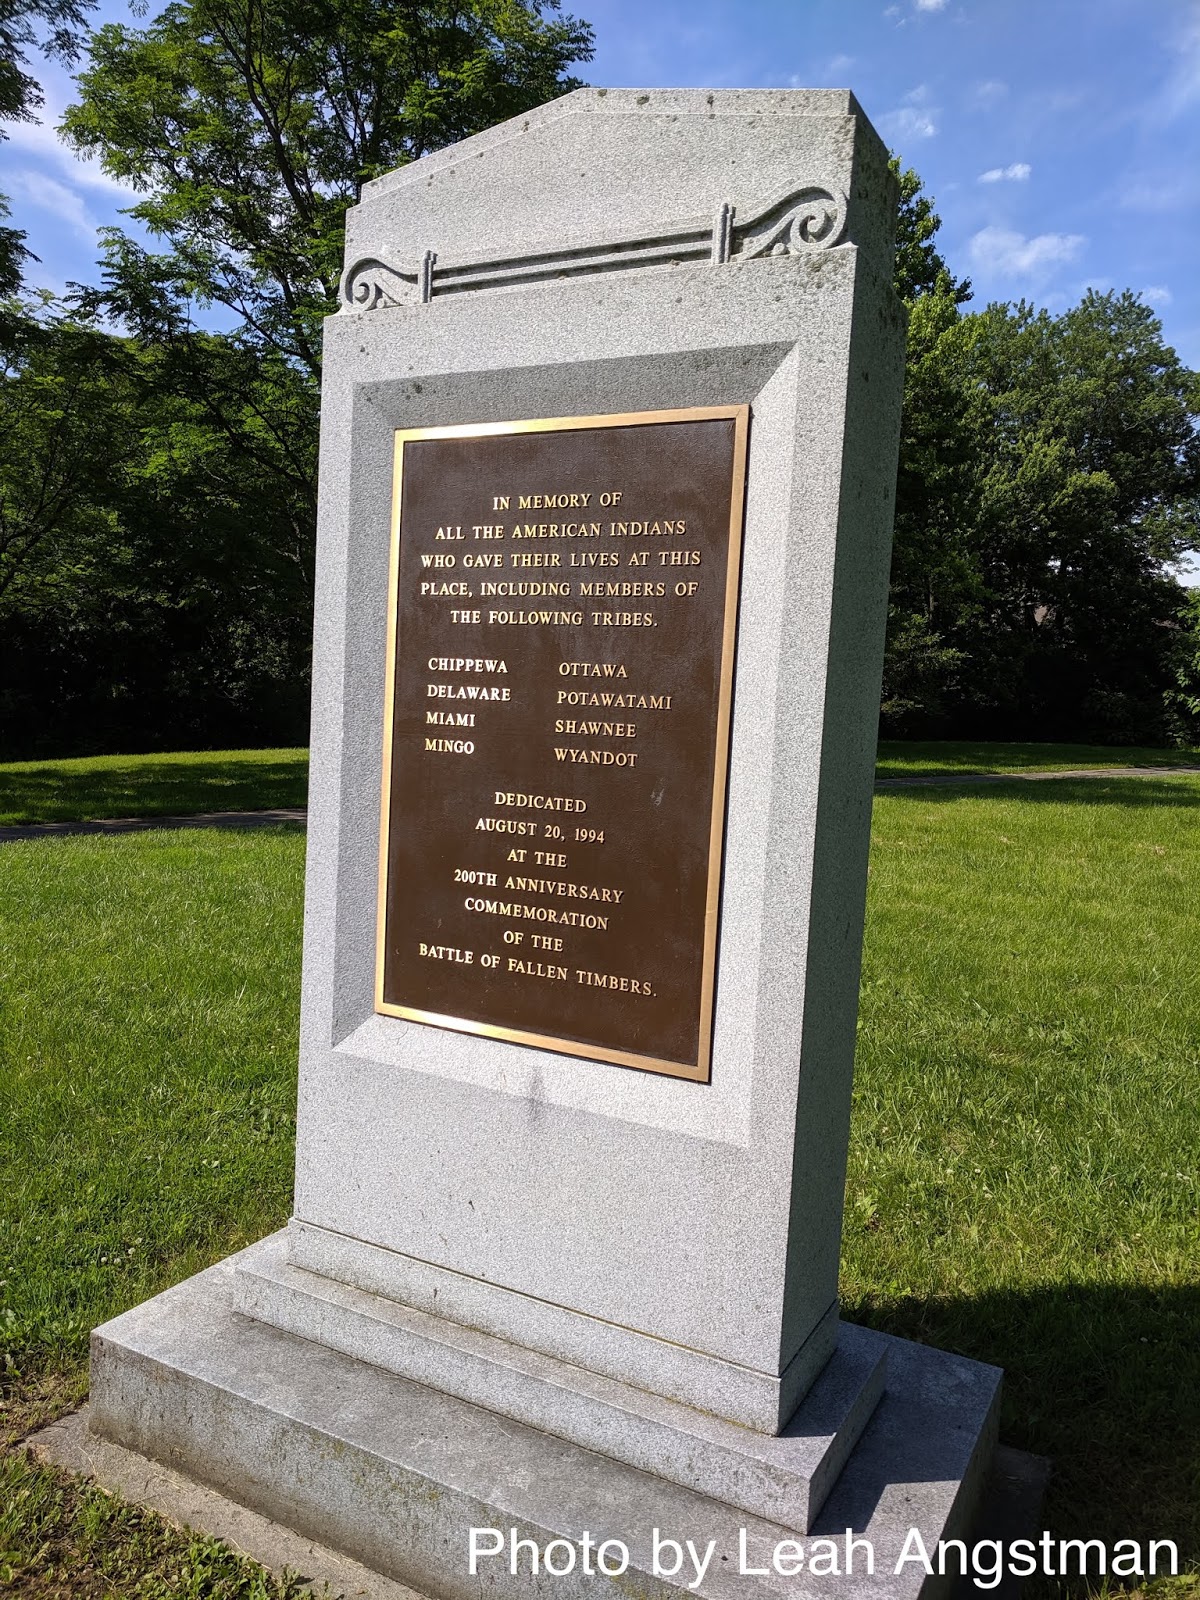 IN MEMORY OF
ALL THE AMERICAN INDIANS
WHO GAVE THEIR LIVES AT THIS
PLACE, INCLUDING MEMBERS OF
THE FOLLOWING TRIBES.
CHIPPEWA OTTAWA
DELAWARE POTAWATAMI
MIAMI SHAWNEE
MINGO WYANDOT
DEDICATED
AUGUST 20, 1994
AT THE
200TH ANNIVERSARY
COMMEMORATION
OF THE
BATTLE OF FALLEN TIMBERS.
Photo by Leah Angstman